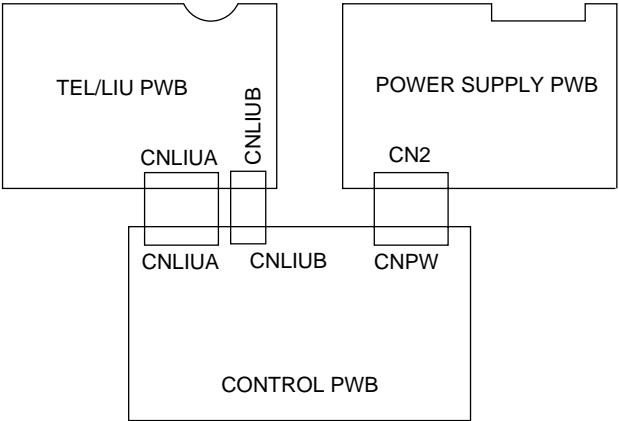 TEL/LIU PWB
CNLIUB
POWER SUPPLY PWB
CNLIUA
CN2
CNLIUA
CNLIUB
CNPW
CONTROL PWB